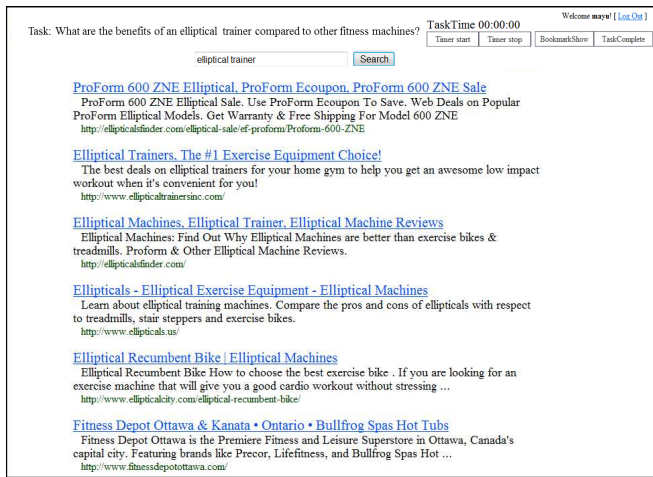 Welcome mayu! [ Log Out ]
Task: What are the benefits of an elliptical trainer compared to other fitness machines?
TaskTime 00:00:00
Timer start
Timer stop
BookmarkShow
TaskComplete
elliptical trainer
Search
ProForm 600 ZNE Elliptical, ProForm Ecoupon, ProForm 600 ZNE Sale
ProForm 600 ZNE Elliptical Sale. Use ProForm Ecoupon To Save. Web Deals on Popular
ProForm Elliptical Models. Get Warranty & Free Shipping For Model 600 ZNE
http://ellipticalsfinder.com/elliptical-sale/ef-proform/Proform-600-ZNE
Elliptical Trainers, The #1 Exercise Equipment Choice!
The best deals on elliptical trainers for your home gym to help you get an awesome low impact
workout when it's convenient for you!
http://www.ellipticaltrainersinc.com/
Elliptical Machines, Elliptical Trainer, Elliptical Machine Reviews
Elliptical Machines: Find Out Why Elliptical Machines are better than exercise bikes &
treadmills. Proform & Other Elliptical Machine Reviews.
http://ellipticalsfinder.com/
Ellipticals - Elliptical Exercise Equipment - Elliptical Machines
Learn about elliptical training machines. Compare the pros and cons of ellipticals with respect
to treadmills, stair steppers and exercise bikes.
http://www.ellipticals.us/
Elliptical Recumbent Bike | Elliptical Machines
Elliptical Recumbent Bike How to choose the best exercise bike . If you are looking for an
exercise machine that will give you a good cardio workout without stressing ...
http://www.ellipticalcity.com/elliptical-recumbent-bike/
Fitness Depot Ottawa & Kanata • Ontario • Bullfrog Spas Hot Tubs
Fitness Depot Ottawa is the Premiere Fitness and Leisure Superstore in Ottawa, Canada's
capital city. Featuring brands like Precor, Lifefitness, and Bullfrog Spas Hot ...
http://www.fitnessdepotottawa.com/